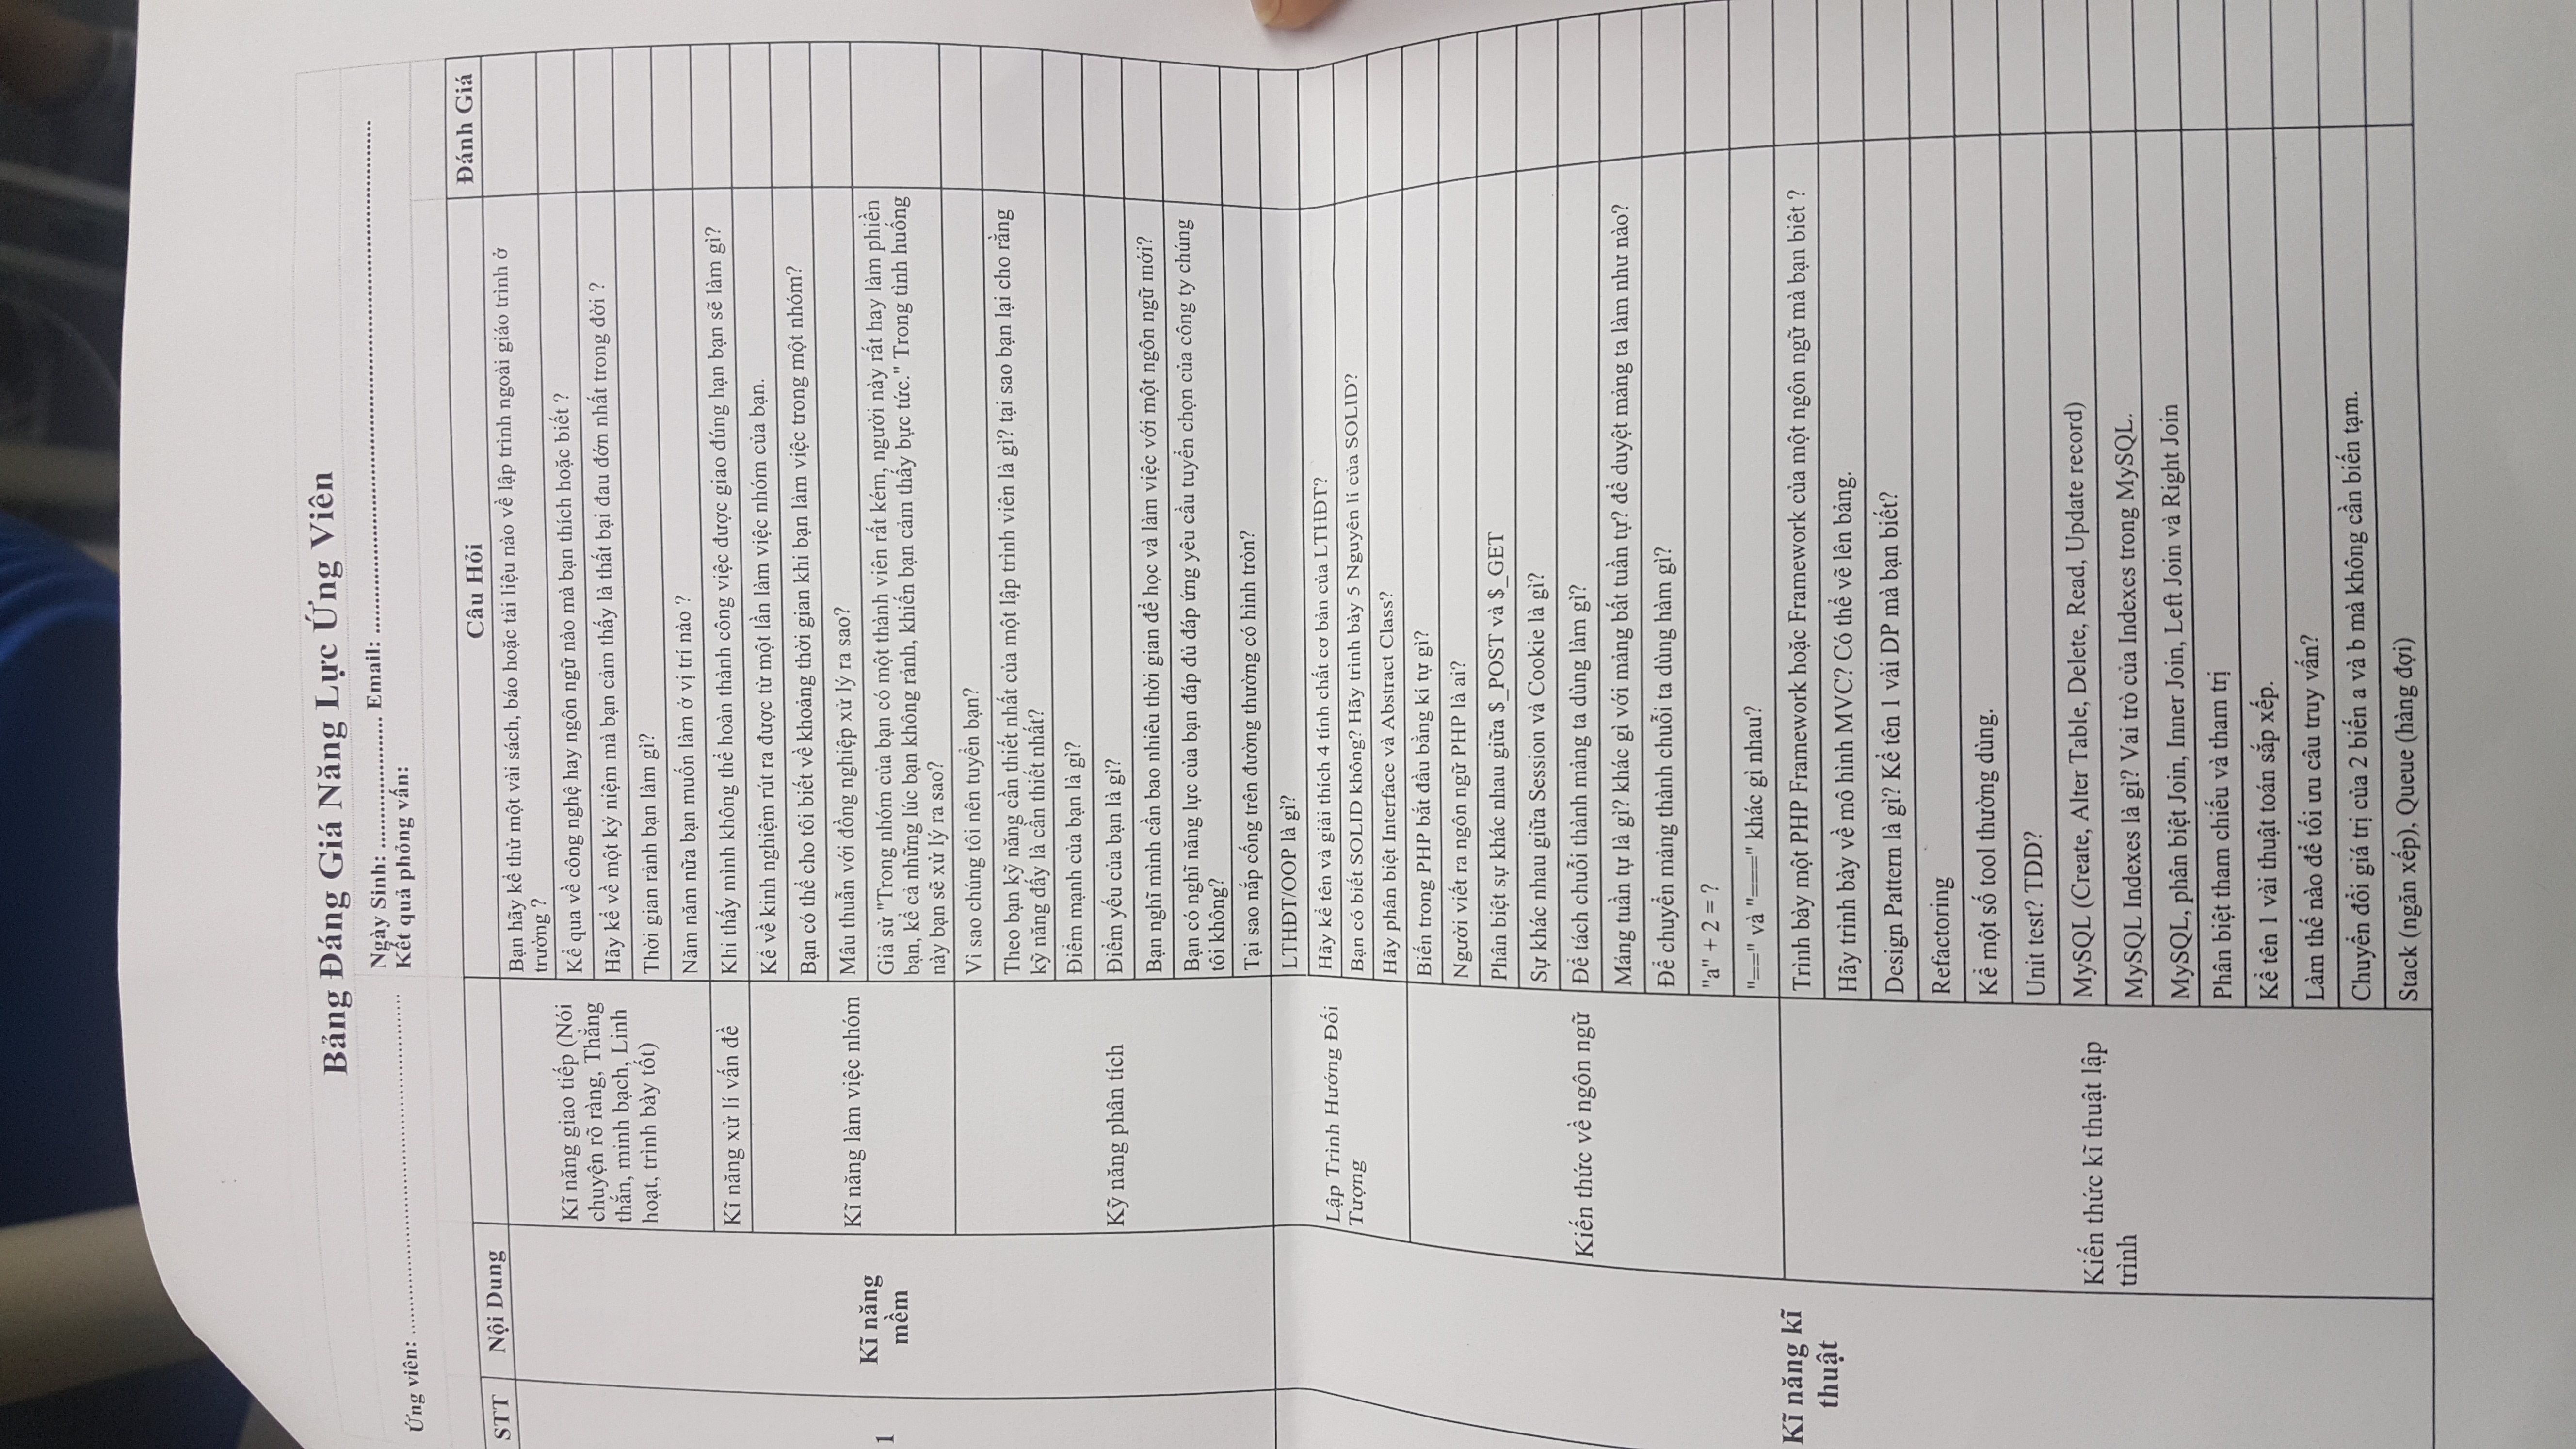 Bảng Đáng Giá Năng Lực Ứng Viên
Ngày Sinh: ...................... Email: ......................................................................................
Ứng viên: .........................................................
Kết quả phỏng vấn:
STT
Nội Dung
Câu Hỏi
Đánh Giá
1
Kĩ năng
mềm
Kĩ năng giao tiếp (Nói
chuyện rõ ràng, Thẳng
thắn, minh bạch, Linh
hoạt, trình bày tốt)
Bạn hãy kể thử một vài sách, báo hoặc tài liệu nào về lập trình ngoài giáo trình ở
trường ?
Kể qua về công nghệ hay ngôn ngữ nào mà bạn thích hoặc biết ?
Hãy kể về một kỷ niệm mà bạn cảm thấy là thất bại đau đớn nhất trong đời ?
Thời gian rảnh bạn làm gì?
Năm năm nữa bạn muốn làm ở vị trí nào ?
Kĩ năng xử lí vấn đề
Khi thấy mình không thể hoàn thành công việc được giao đúng hạn bạn sẽ làm gì?
Kĩ năng làm việc nhóm
Kể về kinh nghiệm rút ra được từ một lần làm việc nhóm của bạn.
Bạn có thể cho tôi biết về khoảng thời gian khi bạn làm việc trong một nhóm?
Mâu thuẫn với đồng nghiệp xử lý ra sao?
Giả sử "Trong nhóm của bạn có một thành viên rất kém, người này rất hay làm phiền
bạn, kể cả những lúc bạn không rảnh, khiến bạn cảm thấy bực tức." Trong tình huống
này bạn sẽ xử lý ra sao?
Kỹ năng phân tích
Vì sao chúng tôi nên tuyển bạn?
Theo bạn kỹ năng cần thiết nhất của một lập trình viên là gì? tại sao bạn lại cho rằng
kỹ năng đấy là cần thiết nhất?
Điểm mạnh của bạn là gì?
Điểm yếu của bạn là gì?
Bạn nghĩ mình cần bao nhiêu thời gian để học và làm việc với một ngôn ngữ mới?
Bạn có nghĩ năng lực của bạn đáp đủ đáp ứng yêu cầu tuyển chọn của công ty chúng
tôi không?
Tại sao nắp cống trên đường thường có hình tròn?
Kĩ năng kĩ
thuật
Lập Trình Hướng Đối
Tượng
LTHĐT/OOP là gì?
Hãy kể tên và giải thích 4 tính chất cơ bản của LTHĐT?
Bạn có biết SOLID không? Hãy trình bày 5 Nguyên lí của SOLID?
Hãy phân biệt Interface và Abstract Class?
Kiến thức về ngôn ngữ
Biến trong PHP bắt đầu bằng kí tự gì?
Người viết ra ngôn ngữ PHP là ai?
Phân biệt sự khác nhau giữa $_POST và $_GET
Sự khác nhau giữa Session và Cookie là gì?
Để tách chuỗi thành mảng ta dùng làm gì?
Mảng tuần tự là gì? khác gì với mảng bất tuần tự? để duyệt mảng ta làm như nào?
Để chuyển mảng thành chuỗi ta dùng hàm gì?
"a" + 2 = ?
"==" và "===" khác gì nhau?
Kiến thức kĩ thuật lập
trình
Trình bày một PHP Framework hoặc Framework của một ngôn ngữ mà bạn biêt ?
Hãy trình bày về mô hình MVC? Có thể vẽ lên bảng.
Design Pattern là gì? Kể tên 1 vài DP mà bạn biết?
Refactoring
Kể một số tool thường dùng.
Unit test? TDD?
MySQL (Create, Alter Table, Delete, Read, Update record)
MySQL Indexes là gì? Vai trò của Indexes trong MySQL.
MySQL, phân biệt Join, Inner Join, Left Join và Right Join
Phân biệt tham chiếu và tham trị
Kể tên 1 vài thuật toán sắp xếp.
Làm thế nào để tối ưu câu truy vấn?
Chuyển đổi giá trị của 2 biến a và b mà không cần biến tạm.
Stack (ngăn xếp), Queue (hàng đợi)